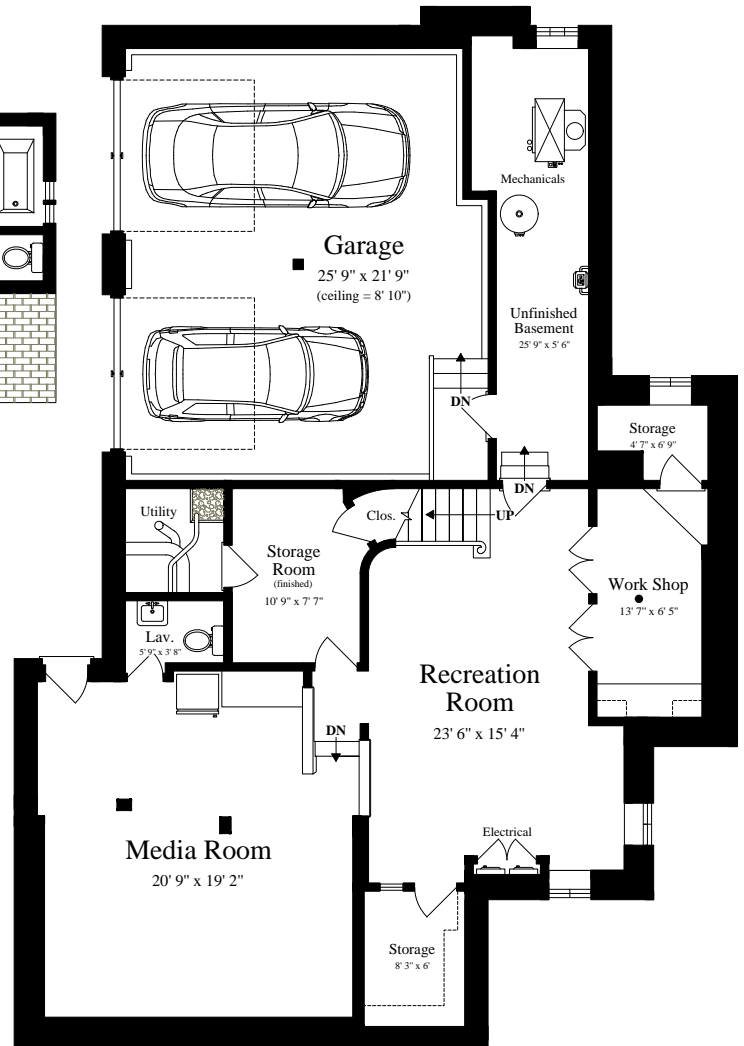 Mechanicals
Garage
25' 9" x 21' 9"
(ceiling = 8' 10")
Unfinished
Basement
25' 9" x 5' 6"
DN
Storage
4' 7" x 6' 9"
DN
Utility
Clos.
UP
Storage
Room
(finished)
10' 9" x 7' 7"
Work Shop
13' 7" x 6' 5"
Lav.
5' 9" x 3' 8"
Recreation
Room
23' 6" x 15' 4"
DN
Electrical
Media Room
20' 9" x 19' 2"
Storage
8' 3" x 6'